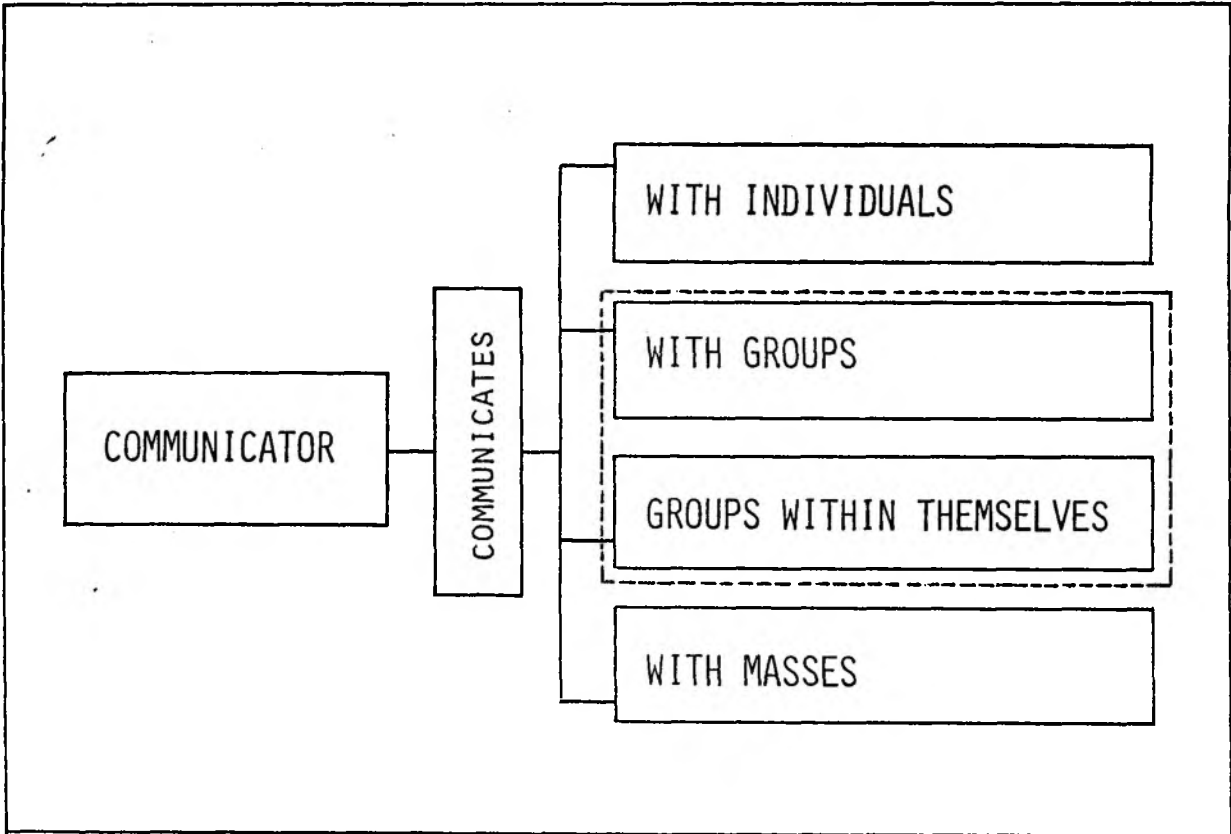 COMMUNICATOR
COMMUNICATES
WITH INDIVIDUALS
WITH GROUPS
GROUPS WITHIN THEMSELVES
WITH MASSES